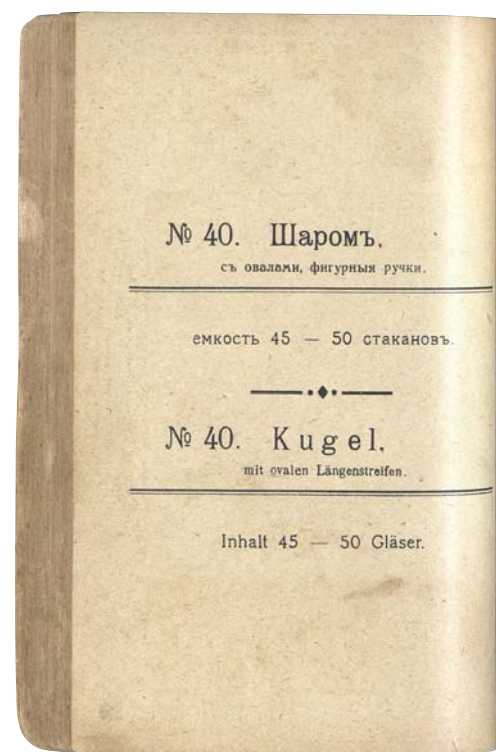 № 40. Шаромъ,
съ овалами, фигурныя ручки.
емкость 45 — 50 стакановъ.
№ 40. Kugel,
mit ovalen Längenstreifen.
Inhalt 45 — 50 Gläser.